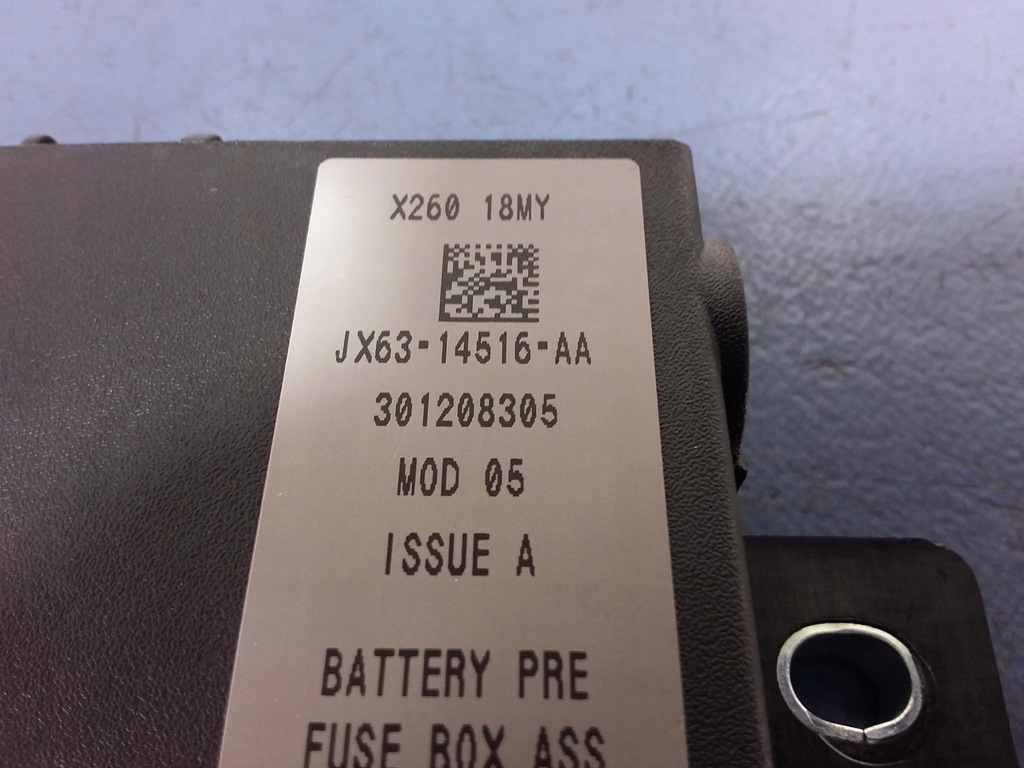 X260 18MY
JX63-14516-AA
301208305
MOD 05
ISSUE A
BATTERY PRE
FUSE BOX ASS